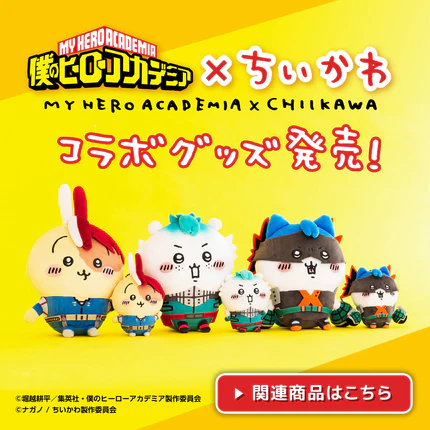 MY HERO ACADEMIA
僕のヒーローアカデミア×ちいかわ
MY HERO ACADEMIA x CHIIKAWA
コラボグッズ発売!
©堀越耕平／集英社・僕のヒーローアカデミア製作委員会
©ナガノ / ちいかわ製作委員会
▶ 関連商品はこちら